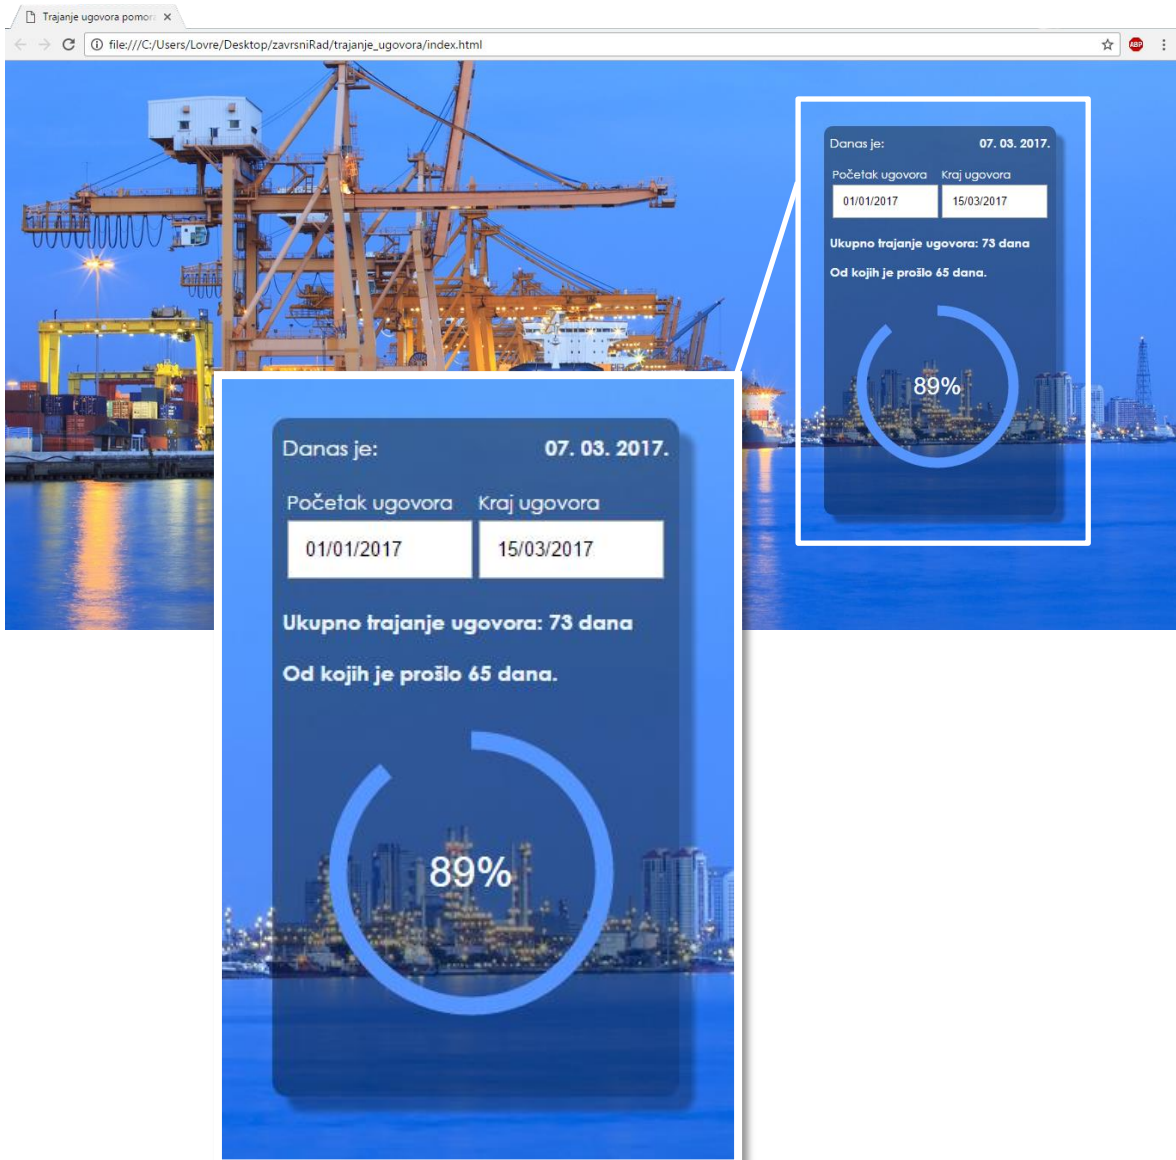 Trajanje ugovora pomor
file:///C:/Users/Lovre/Desktop/zavrsniRad/trajanje_ugovora/index.html
ABP
Danas je: 07. 03. 2017.
Početak ugovora Kraj ugovora
01/01/2017 15/03/2017
Ukupno trajanje ugovora: 73 dana
Od kojih je prošlo 65 dana.
89%
Danas je: 07. 03. 2017.
Početak ugovora Kraj ugovora
01/01/2017 15/03/2017
Ukupno trajanje ugovora: 73 dana
Od kojih je prošlo 65 dana.
89%